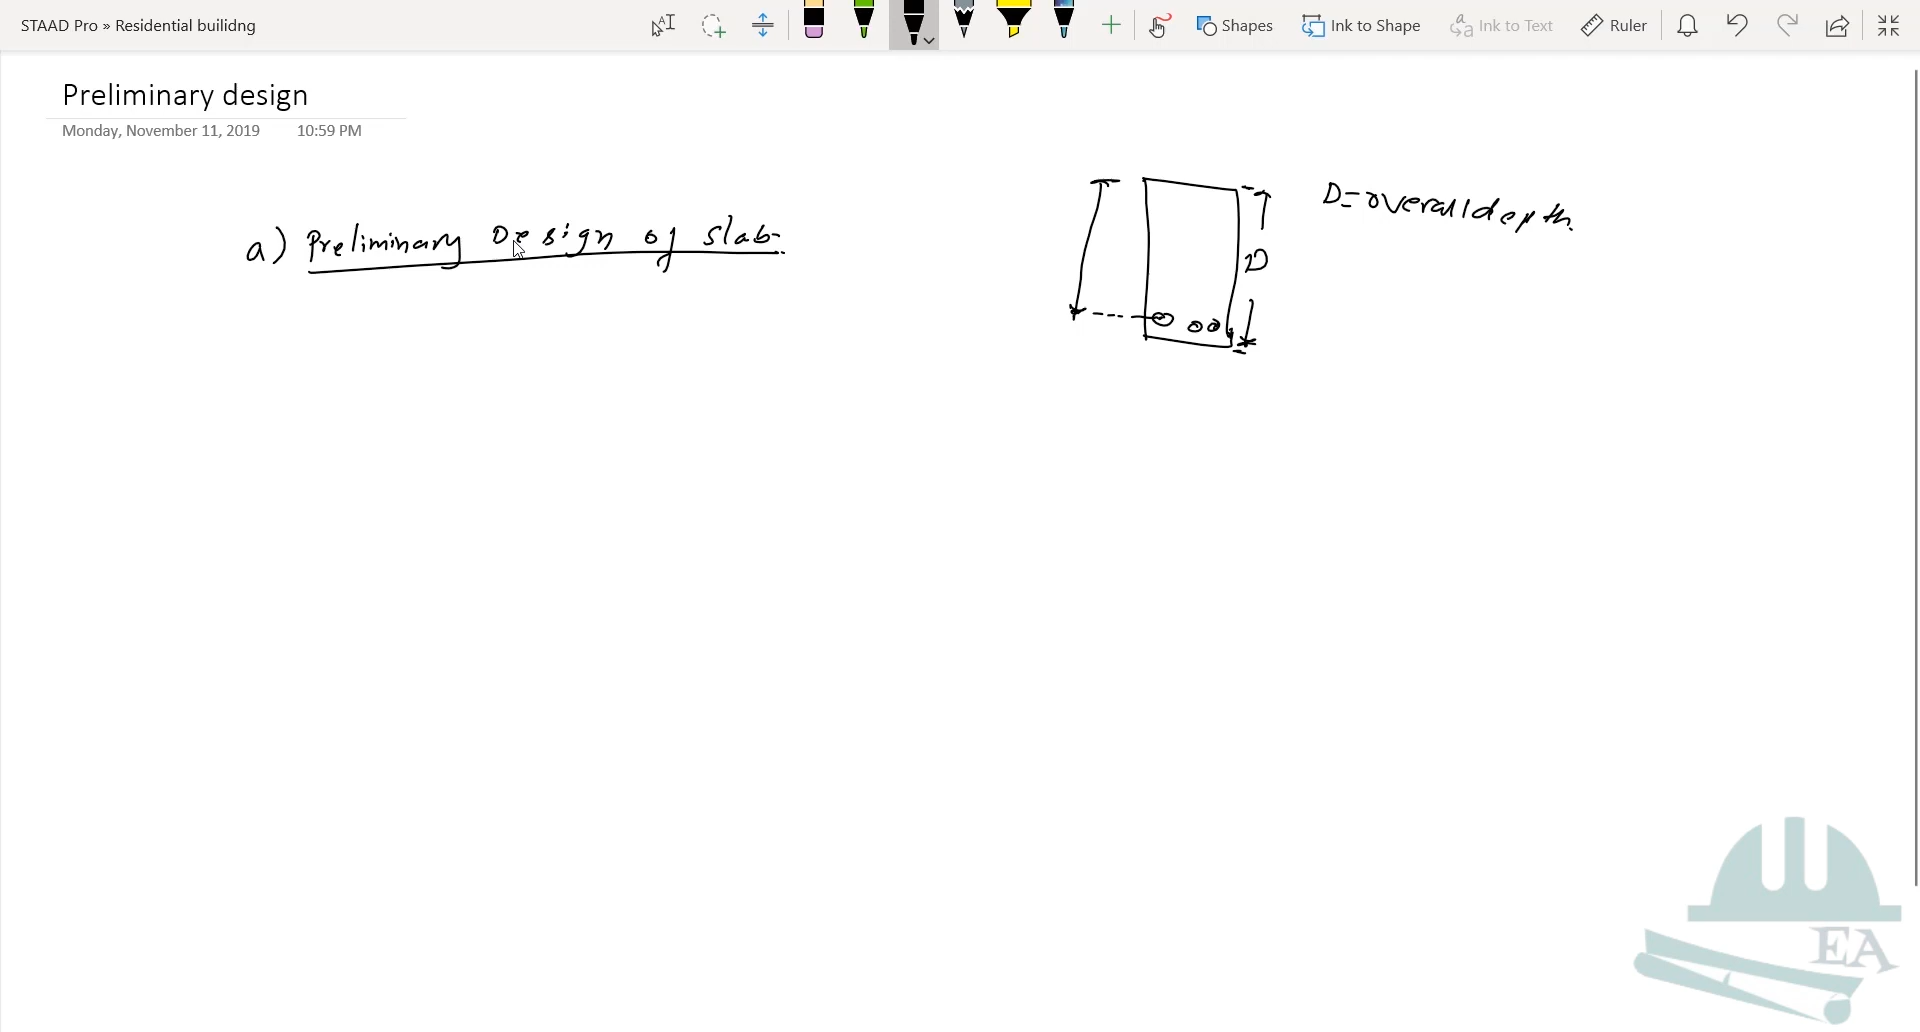 STAAD Pro » Residential builidng
Shapes
Ink to Shape
Ink to Text
Ruler
Preliminary design
Monday, November 11, 2019 10:59 PM
a) Preliminary Design of slab-
D
D=overall depth.
EA